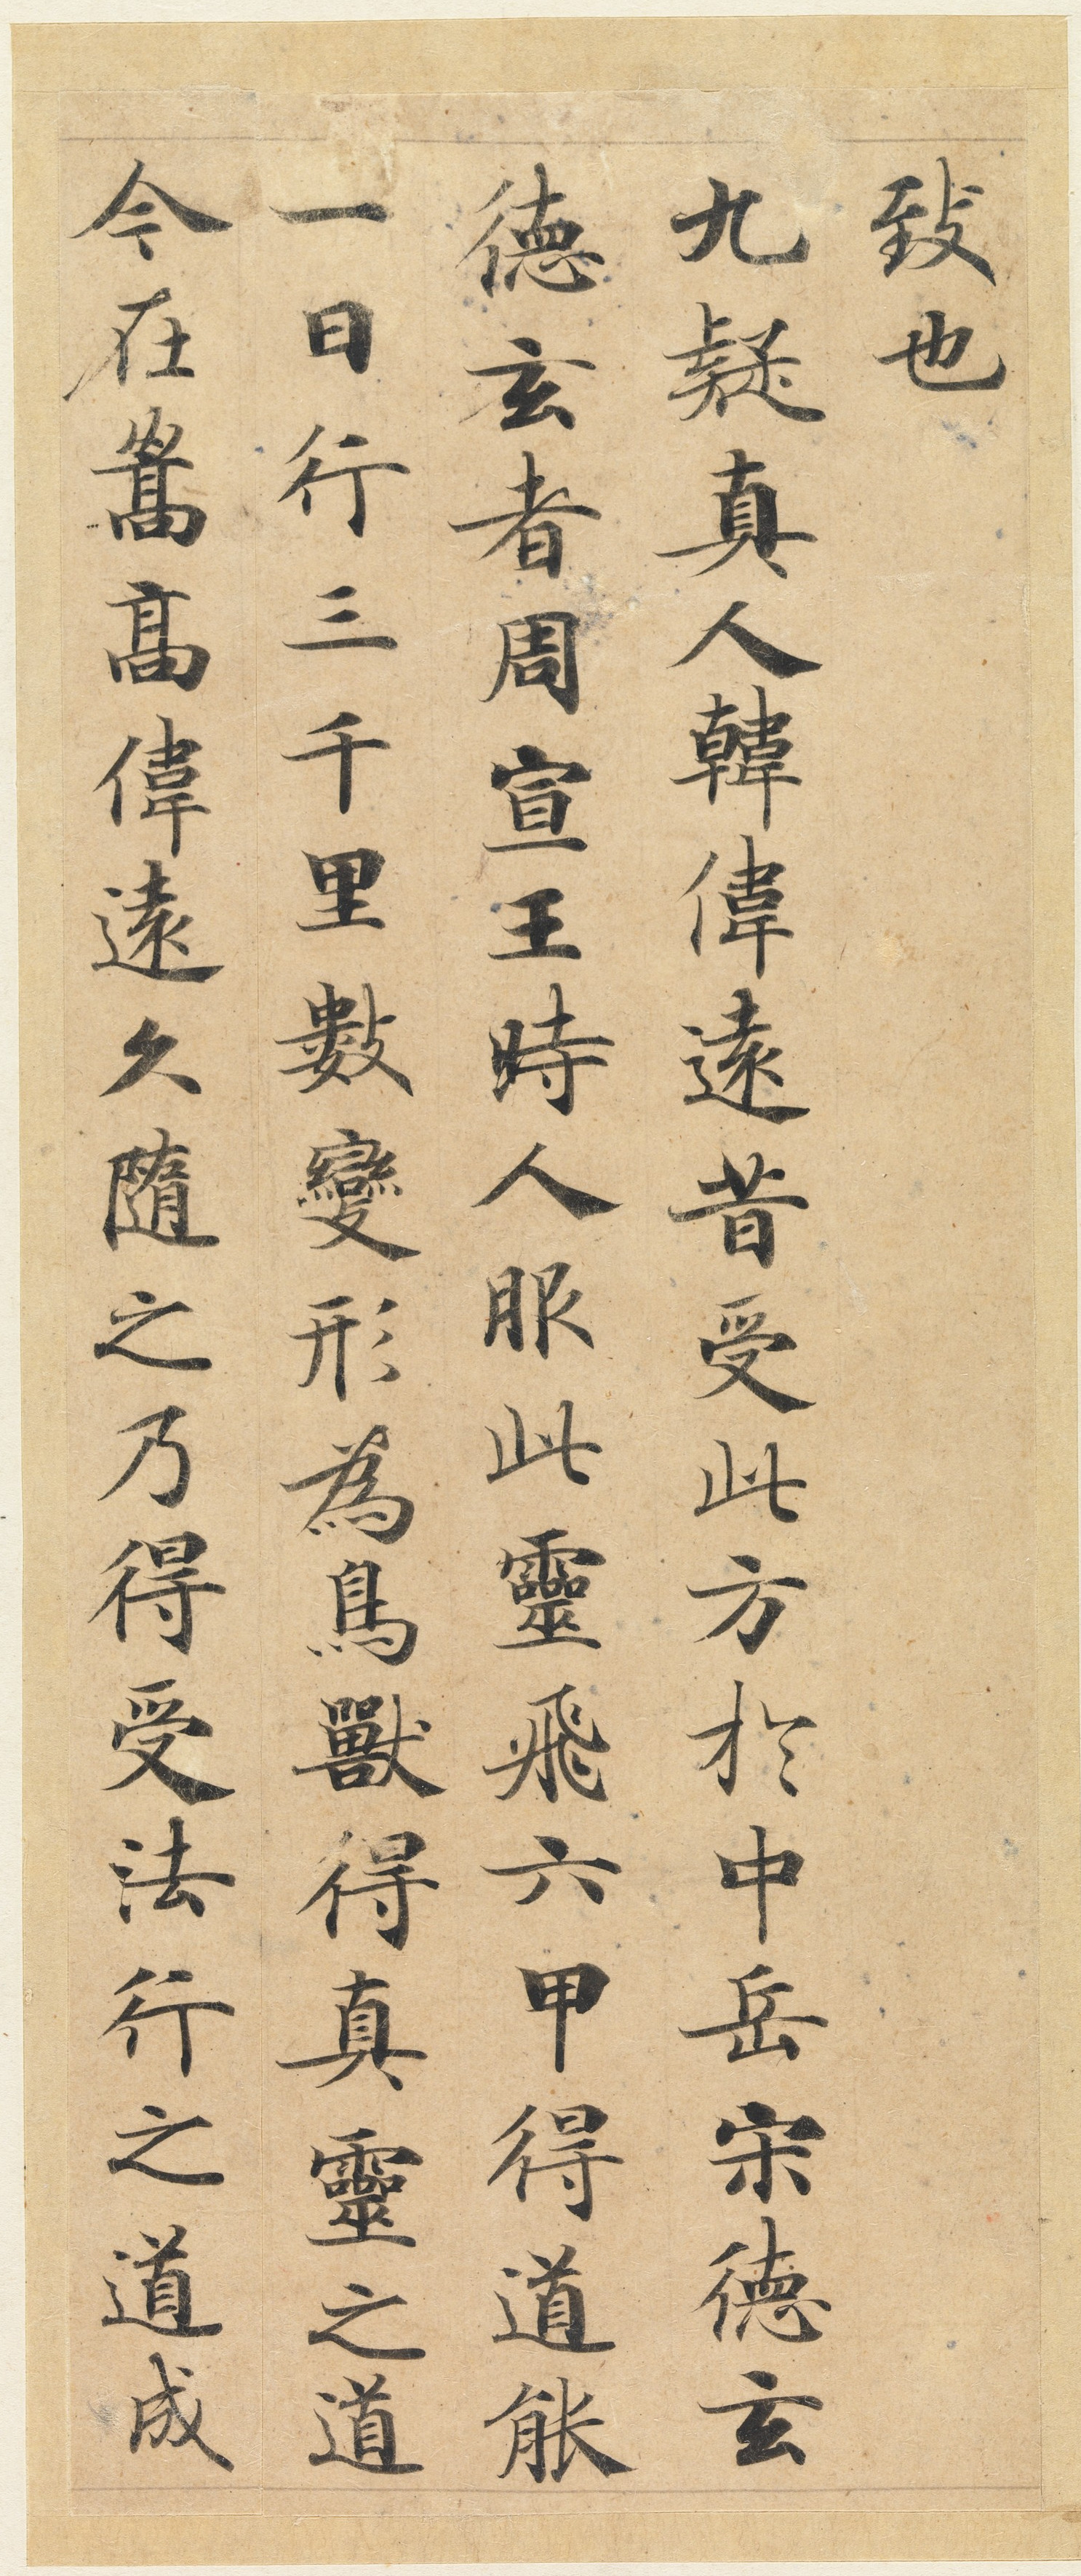 致也
九疑真人韓偉遠昔受此方於中岳宋德玄
德玄者周宣王時人服此靈飛六甲得道能
一日行三千里數變形為鳥獸得真靈之道
今在嵩高偉遠久隨之乃得受法行之道成